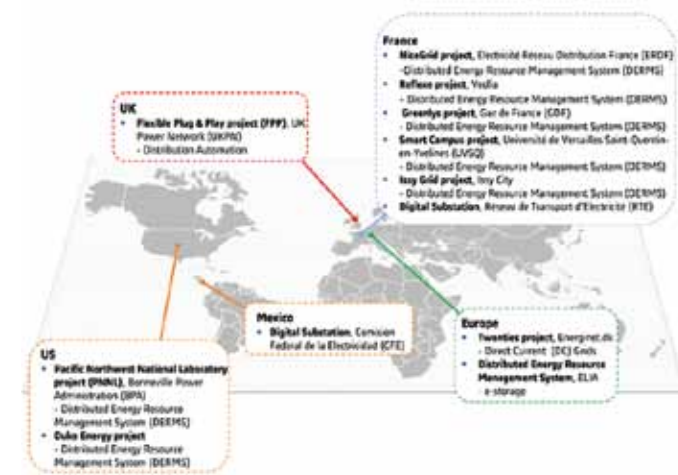 France
• NiceGrid project, Electricité Réseau Distribution France (ERDF)
-Distributed Energy Resource Management System (DERMS)
• Reflexe project, Veolia
- Distributed Energy Resource Management System (DERMS)
• Greenlys project, Gaz de France (GDF)
- Distributed Energy Resource Management System (DERMS)
• Smart Campus project, Université de Versailles Saint-Quentin-
en-Yvelines (UVSQ)
- Distributed Energy Resource Management System (DERMS)
• Issy Grid project, Issy City
- Distributed Energy Resource Management System (DERMS)
• Digital Substation, Réseau de Transport d'Electricité (RTE)
UK
• Flexible Plug & Play project (FPP), UK
Power Network (UKPN)
- Distribution Automation
Mexico
• Digital Substation, Comision
Federal de la Electricidad (CFE)
Europe
• Twenties project, Energinet.dk
- Direct Current (DC) Grids
• Distributed Energy Resource
Management System, ELIA
- e-storage
US
• Pacific Northwest National Laboratory
project (PNNL), Bonneville Power
Administration (BPA)
- Distributed Energy Resource
Management System (DERMS)
• Duke Energy project
- Distributed Energy Resource
Management System (DERMS)